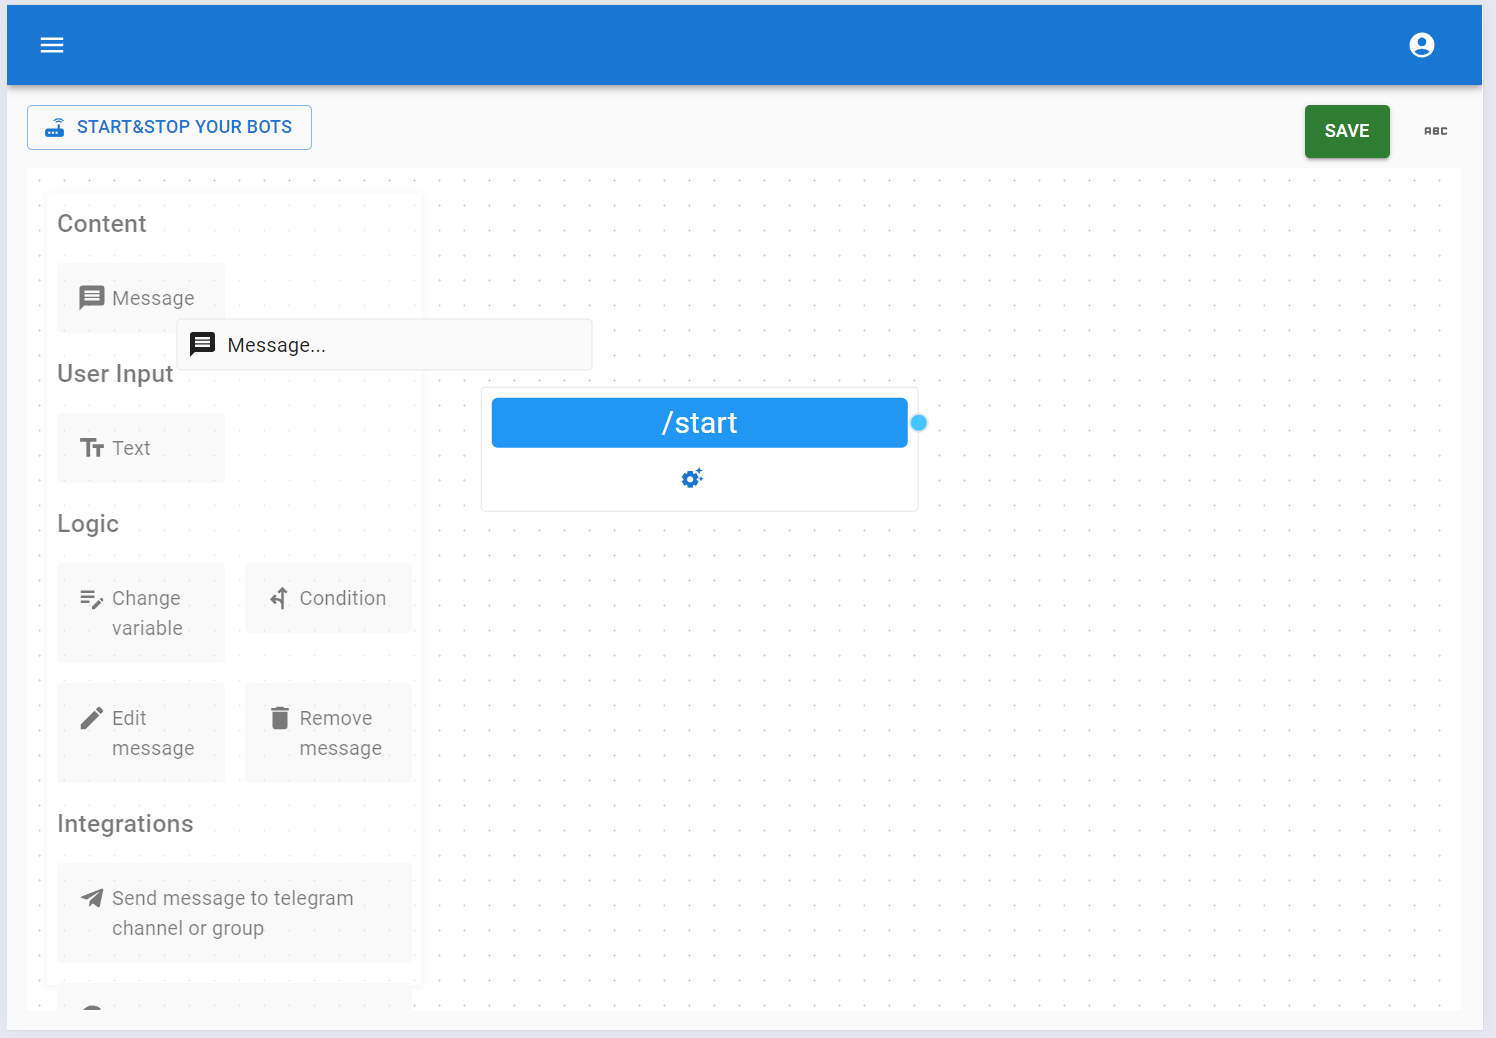 START&STOP YOUR BOTS
SAVE
ABC
Content
Message
Message...
User Input
/start
Text
Logic
Change
variable
Condition
Edit
message
Remove
message
Integrations
Send message to telegram
channel or group